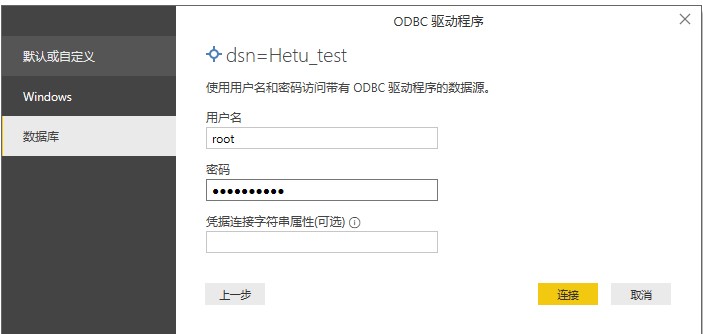 ODBC 驱动程序
默认或自定义
Windows
数据库
dsn=Hetu_test
使用用户名和密码访问带有 ODBC 驱动程序的数据源。
用户名
root
密码
●●●●●●●●●●
凭据连接字符串属性(可选)
上一步
连接
取消